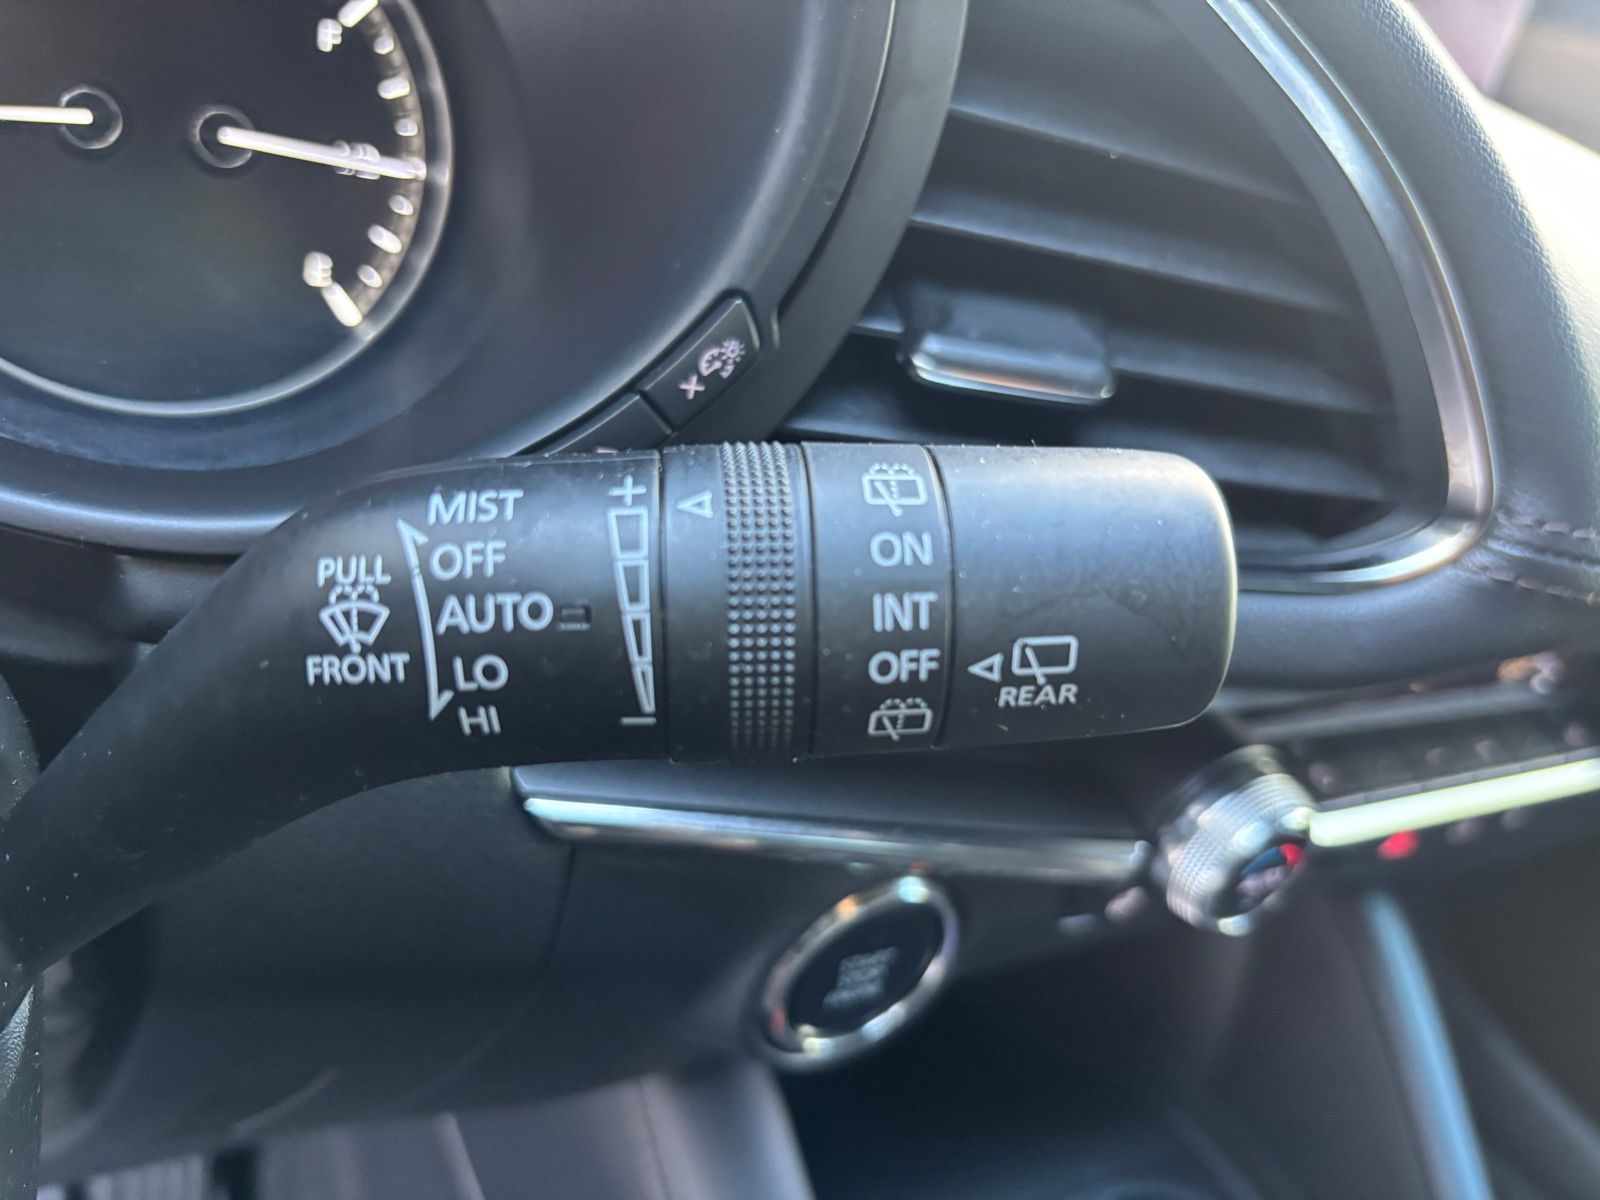 F
E
MIST
OFF
AUTO
LO
HI
PULL
FRONT
+
−
ON
INT
OFF
REAR